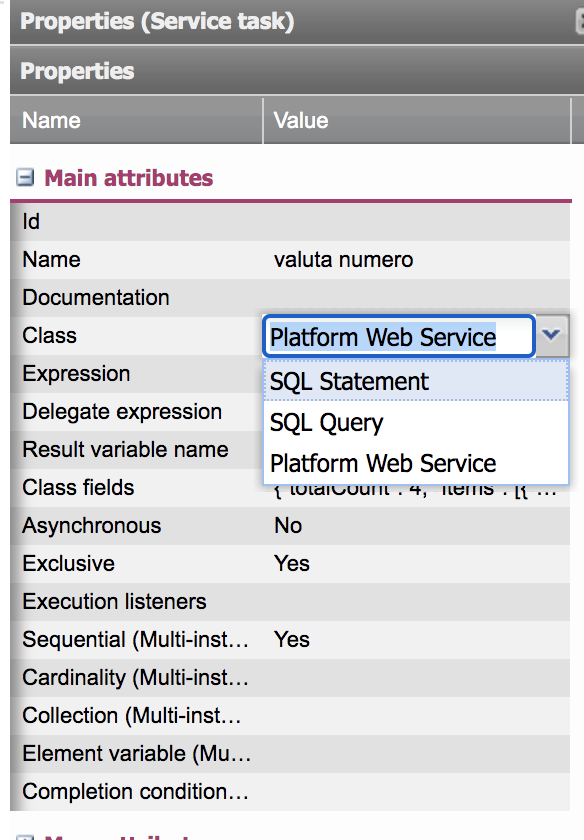 Properties (Service task)
Properties
Name Value
Main attributes
Id
Name valuta numero
Documentation
Class Platform Web Service
Expression SQL Statement
Delegate expression SQL Query
Result variable name Platform Web Service
Class fields { "totalCount": 4, "items": [{ "...
Asynchronous No
Exclusive Yes
Execution listeners
Sequential (Multi-inst... Yes
Cardinality (Multi-inst...
Collection (Multi-inst...
Element variable (Mu...
Completion condition...